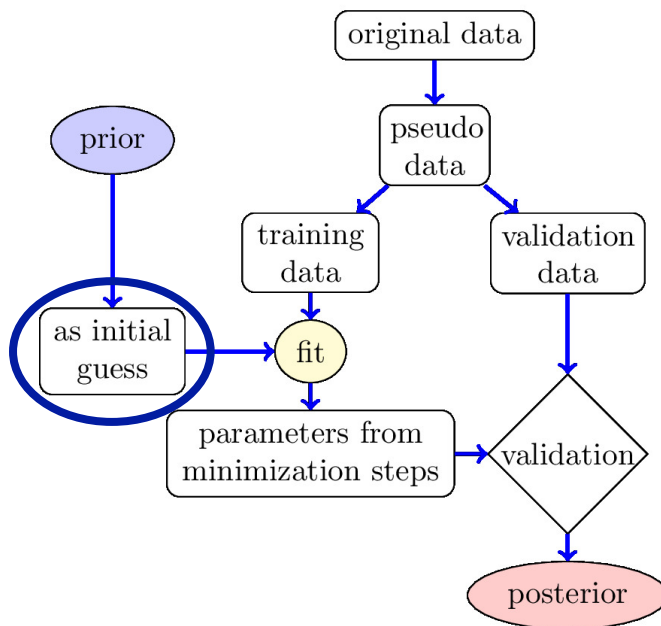 original data
prior
pseudo
data
training
data
validation
data
as initial
guess
fit
parameters from
minimization steps
validation
posterior